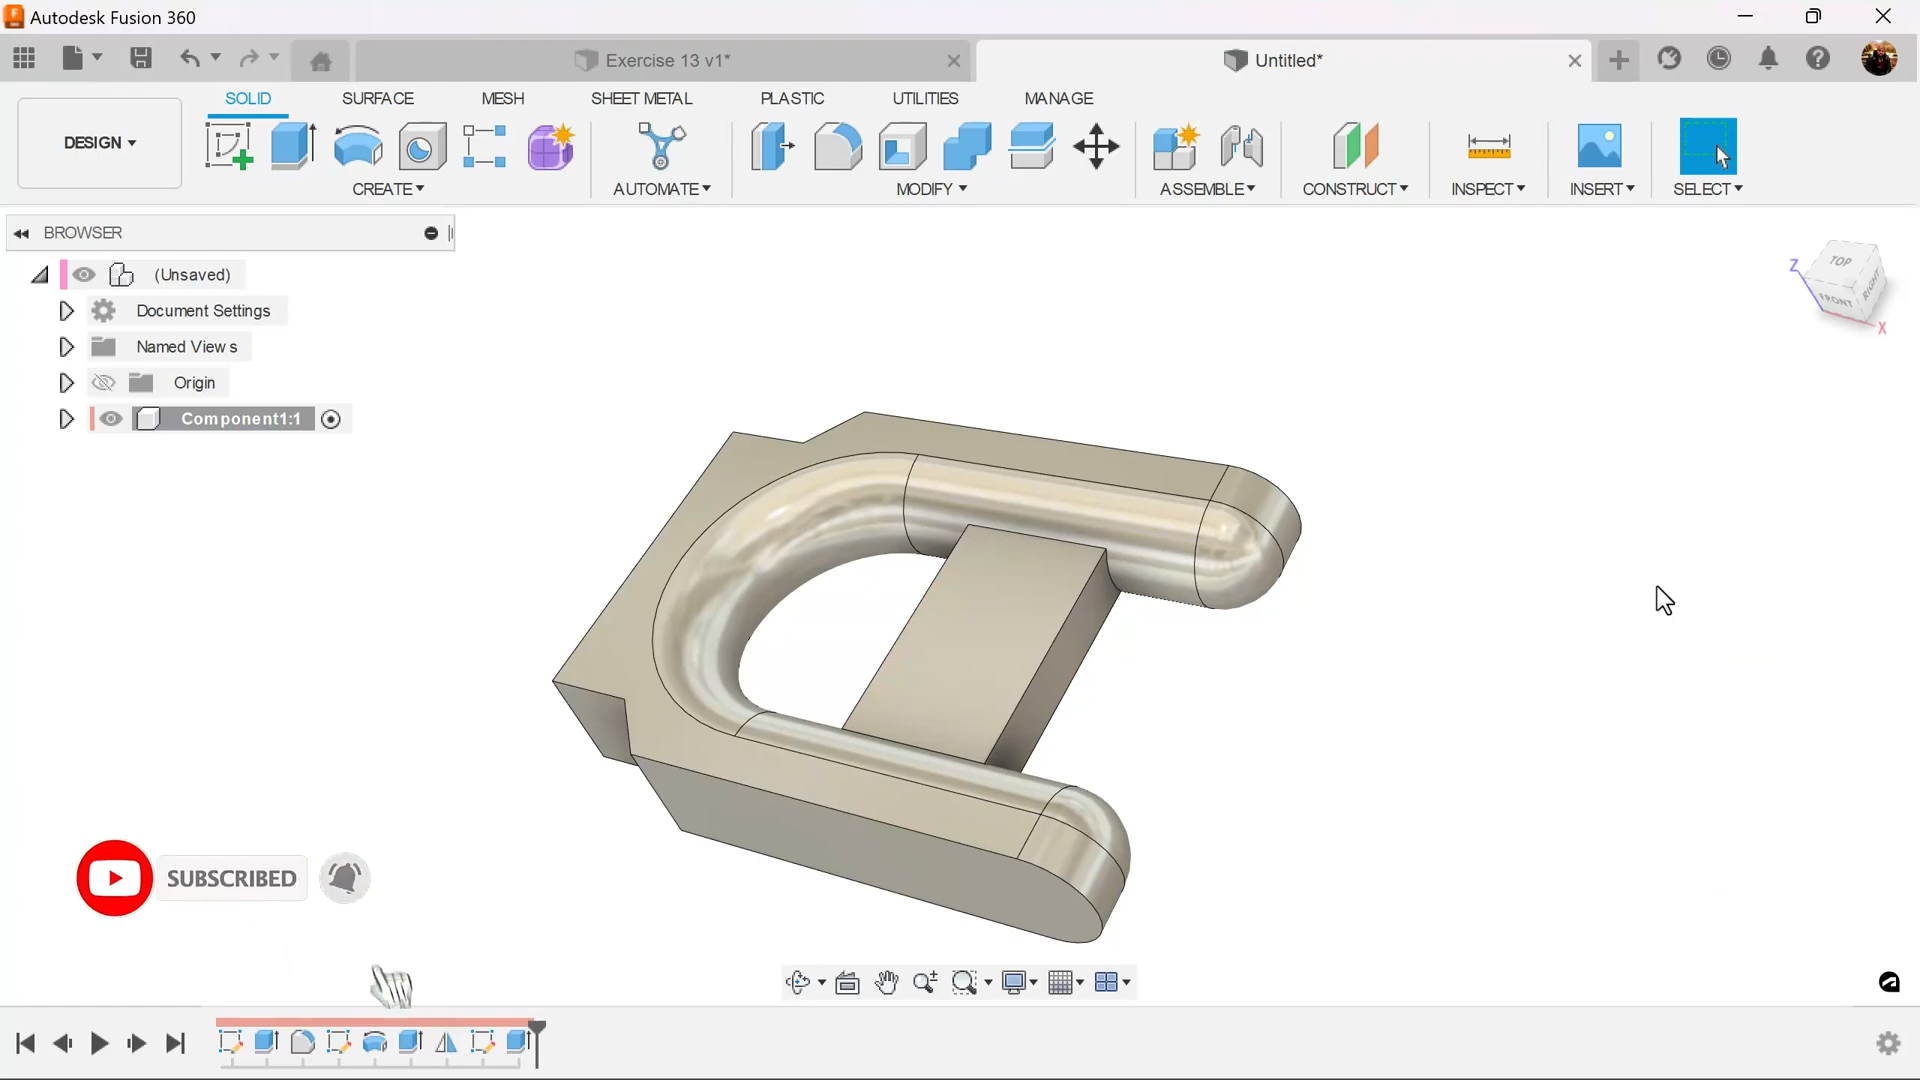 Autodesk Fusion 360
Exercise 13 v1*
Untitled*
DESIGN
SOLID
SURFACE
MESH
SHEET METAL
PLASTIC
UTILITIES
MANAGE
CREATE
AUTOMATE
MODIFY
ASSEMBLE
CONSTRUCT
INSPECT
INSERT
SELECT
BROWSER
(Unsaved)
Document Settings
Named Views
Origin
Component1:1
TOP
FRONT
RIGHT
Z
X
SUBSCRIBED